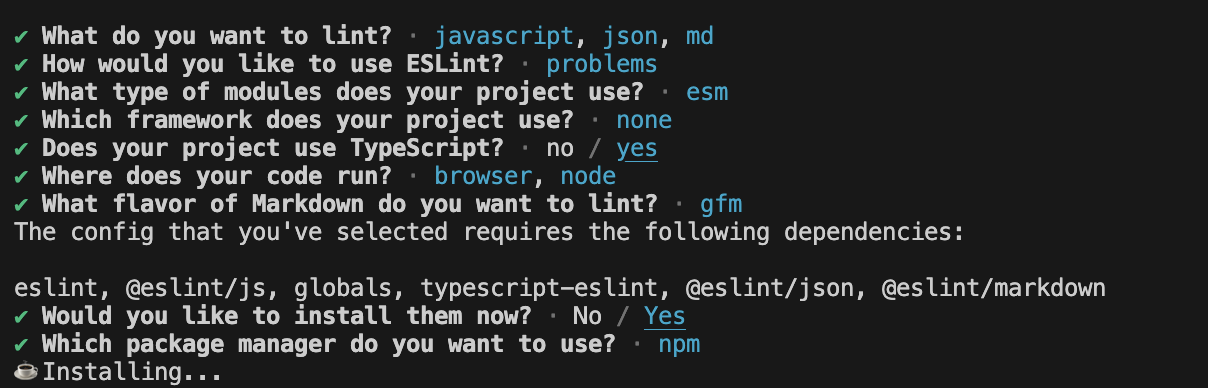 ✔ What do you want to lint? · javascript, json, md
✔ How would you like to use ESLint? · problems
✔ What type of modules does your project use? · esm
✔ Which framework does your project use? · none
✔ Does your project use TypeScript? · no / yes
✔ Where does your code run? · browser, node
✔ What flavor of Markdown do you want to lint? · gfm
The config that you've selected requires the following dependencies:
eslint, @eslint/js, globals, typescript-eslint, @eslint/json, @eslint/markdown
✔ Would you like to install them now? · No / Yes
✔ Which package manager do you want to use? · npm
☕️Installing...